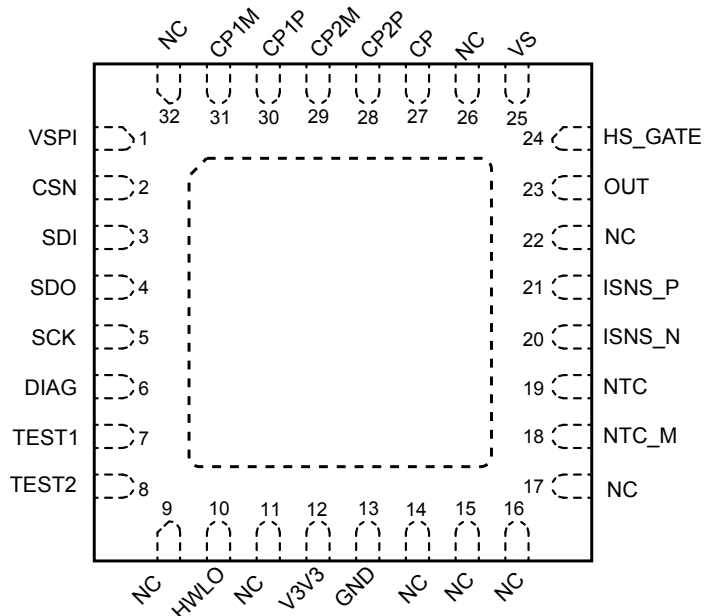 NC CP1M CP1P CP2M CP2P CP NC VS
32 31 30 29 28 27 26 25
VSPI 1 24 HS_GATE
CSN 2 23 OUT
SDI 3 22 NC
SDO 4 21 ISNS_P
SCK 5 20 ISNS_N
DIAG 6 19 NTC
TEST1 7 18 NTC_M
TEST2 8 17 NC
9 10 11 12 13 14 15 16
NC HWLO NC V3V3 GND NC NC NC